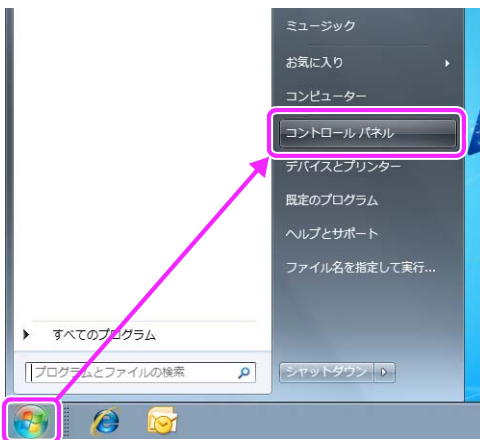 ミュージック
お気に入り
コンピューター
コントロール パネル
デバイスとプリンター
既定のプログラム
ヘルプとサポート
ファイル名を指定して実行...
すべてのプログラム
プログラムとファイルの検索
シャットダウン